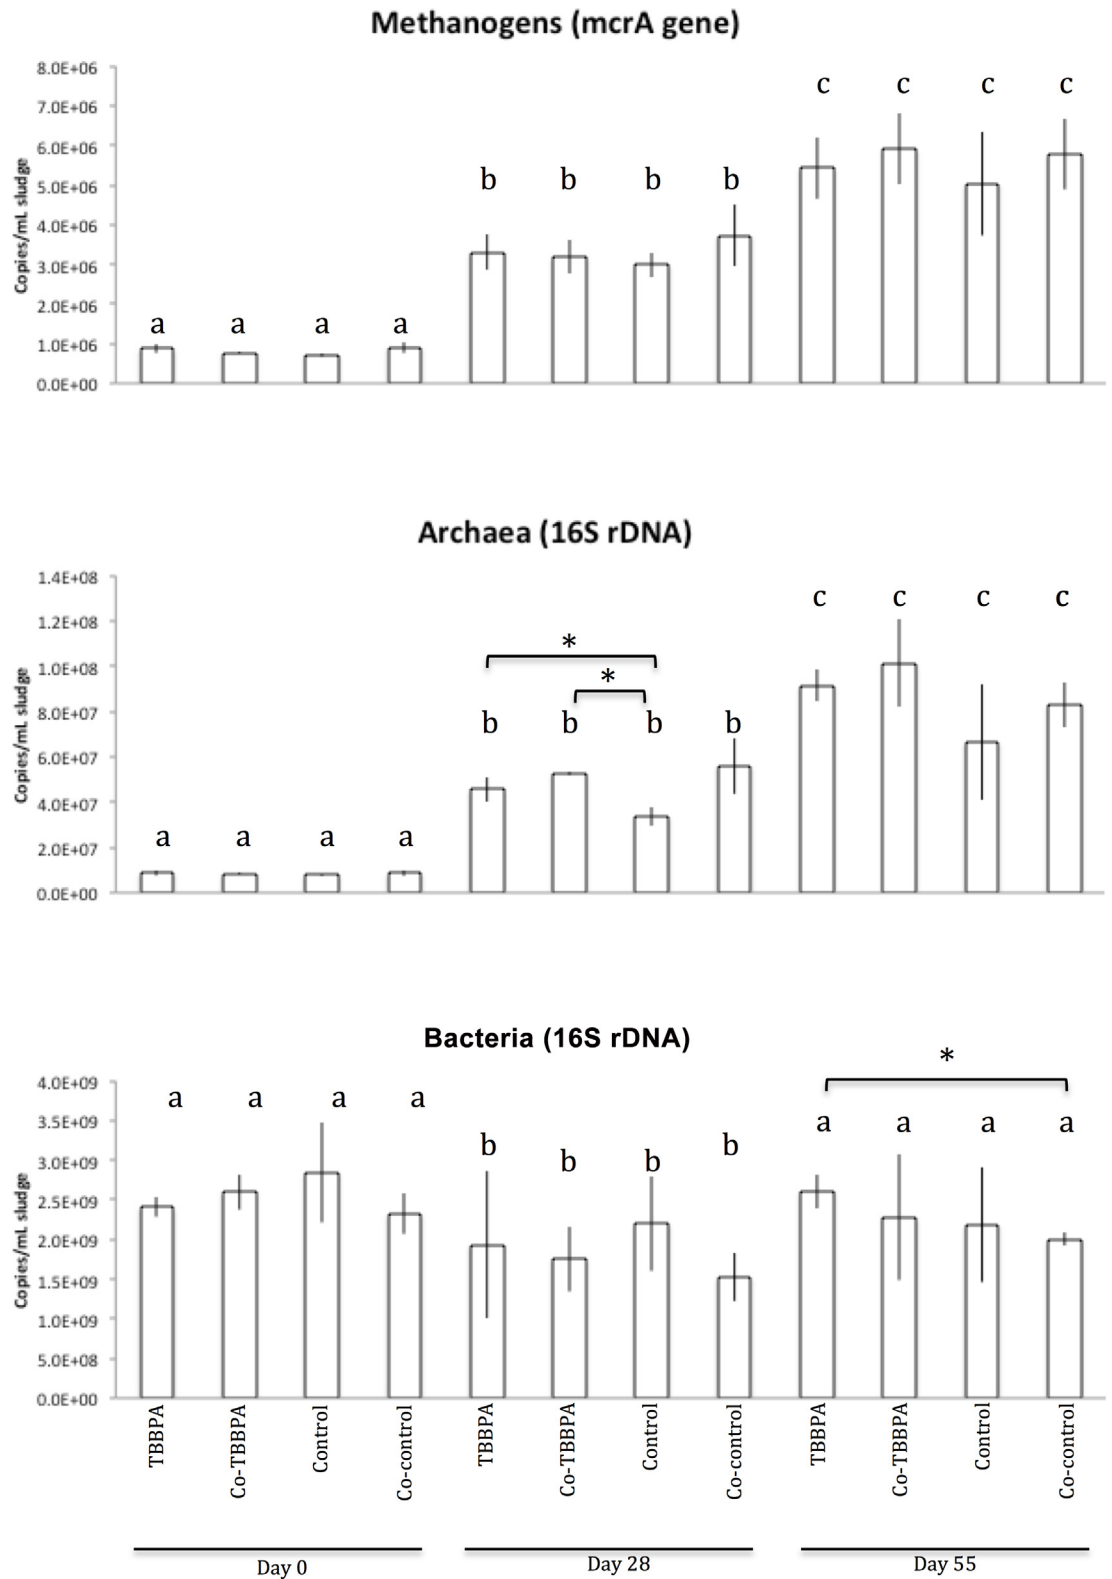 Methanogens (mcrA gene)
Copies/mL sludge
8.0E+06
7.0E+06
6.0E+06
5.0E+06
4.0E+06
3.0E+06
2.0E+06
1.0E+06
0.0E+00
a a a a b b b b c c c c
Archaea (16S rDNA)
Copies/mL sludge
1.4E+08
1.2E+08
1.0E+08
8.0E+07
6.0E+07
4.0E+07
2.0E+07
0.0E+00
* *
a a a a b b b b c c c c
Bacteria (16S rDNA)
Copies/mL sludge
4.0E+09
3.5E+09
3.0E+09
2.5E+09
2.0E+09
1.5E+09
1.0E+09
5.0E+08
0.0E+00
*
a a a a b b b b a a a a
TBBPA
Co-TBBPA
Control
Co-control
TBBPA
Co-TBBPA
Control
Co-control
TBBPA
Co-TBBPA
Control
Co-control
Day 0
Day 28
Day 55